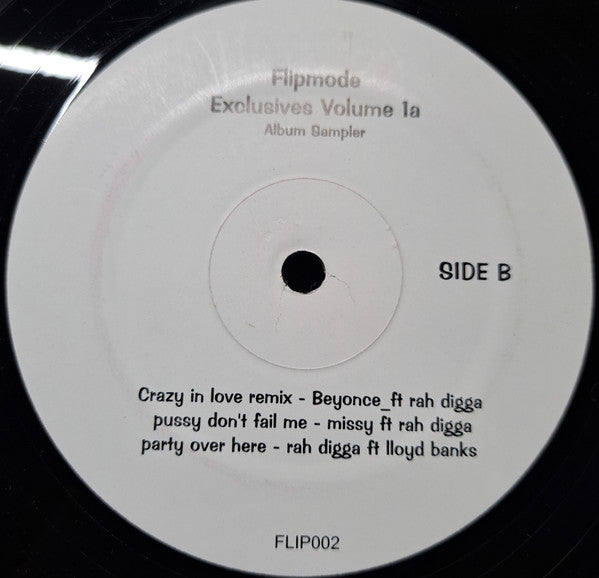 Flipmode
Exclusives Volume 1a
Album Sampler
SIDE B
Crazy in love remix - Beyonce_ft rah digga
pussy don't fail me - missy ft rah digga
party over here - rah digga ft lloyd banks
FLIP002